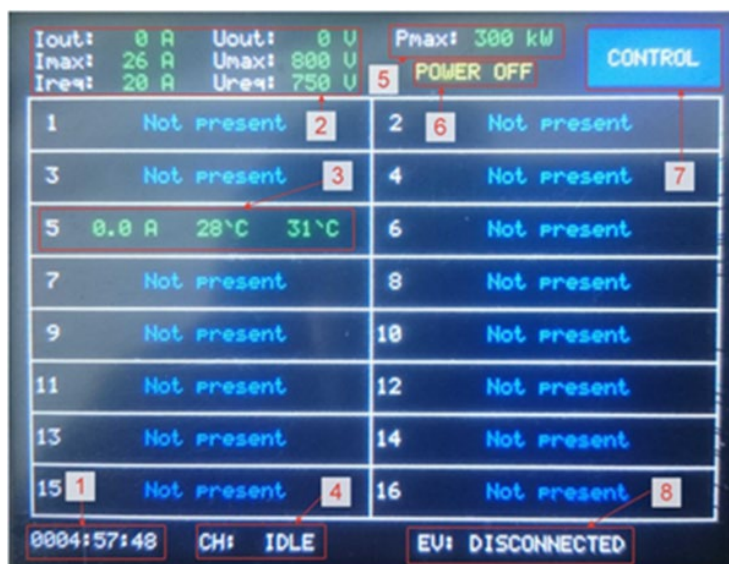 Iout: 0 A Uout: 0 V Pmax: 300 kW CONTROL
Imax: 26 A Umax: 800 V 5 POWER OFF
Ireq: 20 A Ureq: 750 V
1 Not present 2 2 6 Not present
3 Not present 3 4 Not present 7
5 0.0 A 28`C 31`C 6 Not present
7 Not present 8 Not present
9 Not present 10 Not present
11 Not present 12 Not present
13 Not present 14 Not present
15 1 Not present 4 16 Not present 8
0004:57:48 CH: IDLE EV: DISCONNECTED